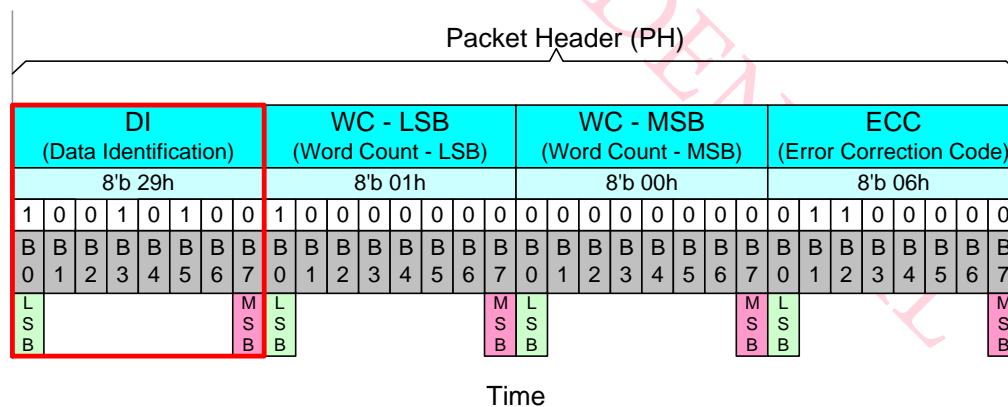 Packet Header (PH)
DI WC - LSB WC - MSB ECC
(Data Identification) (Word Count - LSB) (Word Count - MSB) (Error Correction Code)
8'b 29h 8'b 01h 8'b 00h 8'b 06h
1 0 0 1 0 1 0 0 1 0 0 0 0 0 0 0 0 0 0 0 0 0 0 0 0 1 1 0 0 0 0 0
B B B B B B B B B B B B B B B B B B B B B B B B B B B B B B B B
0 1 2 3 4 5 6 7 0 1 2 3 4 5 6 7 0 1 2 3 4 5 6 7 0 1 2 3 4 5 6 7
L M L M L M L M
S S S S S S S S
B B B B B B B B
Time